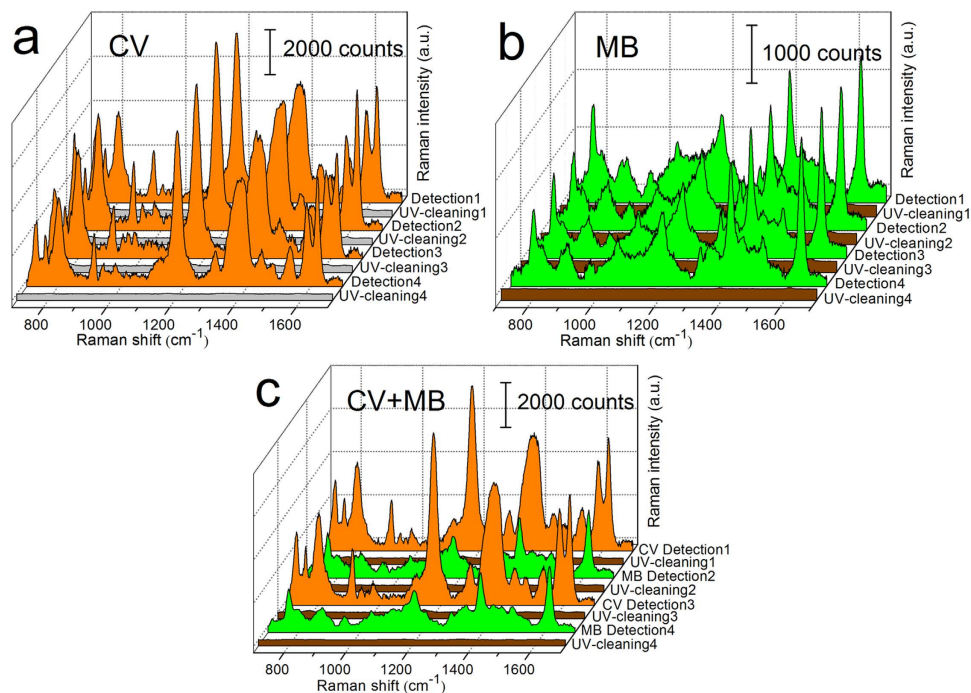 a
CV
2000 counts
Raman intensity (a.u.)
Detection1
UV-cleaning1
Detection2
UV-cleaning2
Detection3
UV-cleaning3
Detection4
UV-cleaning4
800 1000 1200 1400 1600
Raman shift (cm⁻¹)
b
MB
1000 counts
Raman intensity (a.u.)
Detection1
UV-cleaning1
Detection2
UV-cleaning2
Detection3
UV-cleaning3
Detection4
UV-cleaning4
800 1000 1200 1400 1600
Raman shift (cm⁻¹)
c
CV+MB
2000 counts
Raman intensity (a.u.)
CV Detection1
UV-cleaning1
MB Detection2
UV-cleaning2
CV Detection3
UV-cleaning3
MB Detection4
UV-cleaning4
800 1000 1200 1400 1600
Raman shift (cm⁻¹)